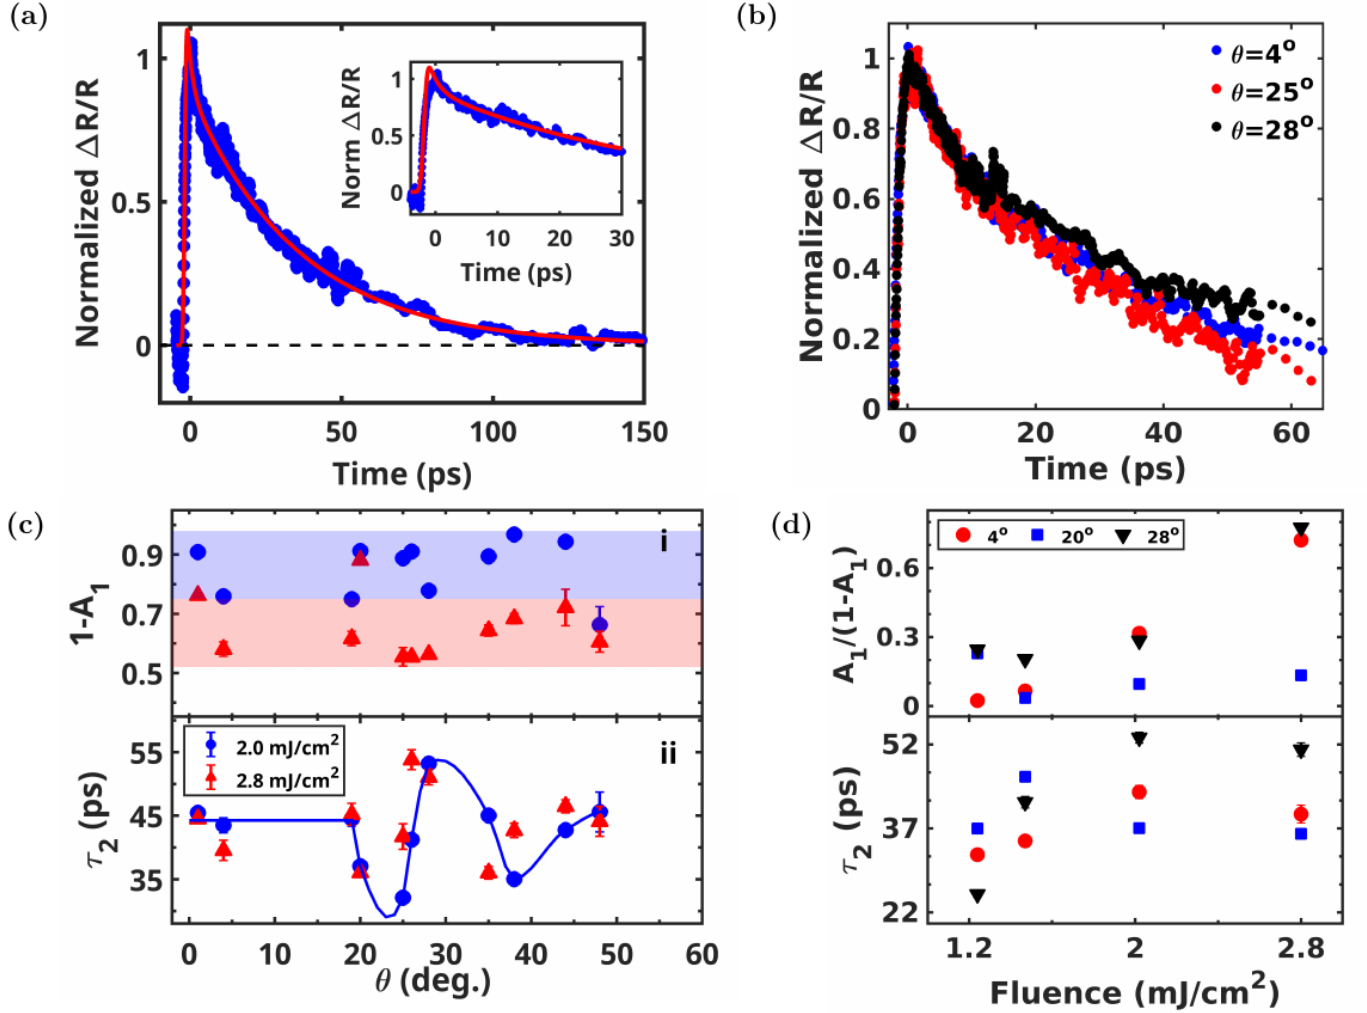 (a)
Normalized ΔR/R
1
0.5
0
0
50
100
150
Time (ps)
Norm ΔR/R
1
0.5
0
0
10
20
30
Time (ps)
(b)
Normalized ΔR/R
1
0.8
0.6
0.4
0.2
0
θ=4°
θ=25°
θ=28°
0
20
40
60
Time (ps)
(c)
1-A₁
0.9
0.7
0.5
i
τ₂ (ps)
55
45
35
2.0 mJ/cm²
2.8 mJ/cm²
ii
0
10
20
30
40
50
60
θ (deg.)
(d)
A₁/(1-A₁)
0.6
0.3
0
4°
20°
28°
τ₂ (ps)
52
37
22
1.2
2
2.8
Fluence (mJ/cm²)